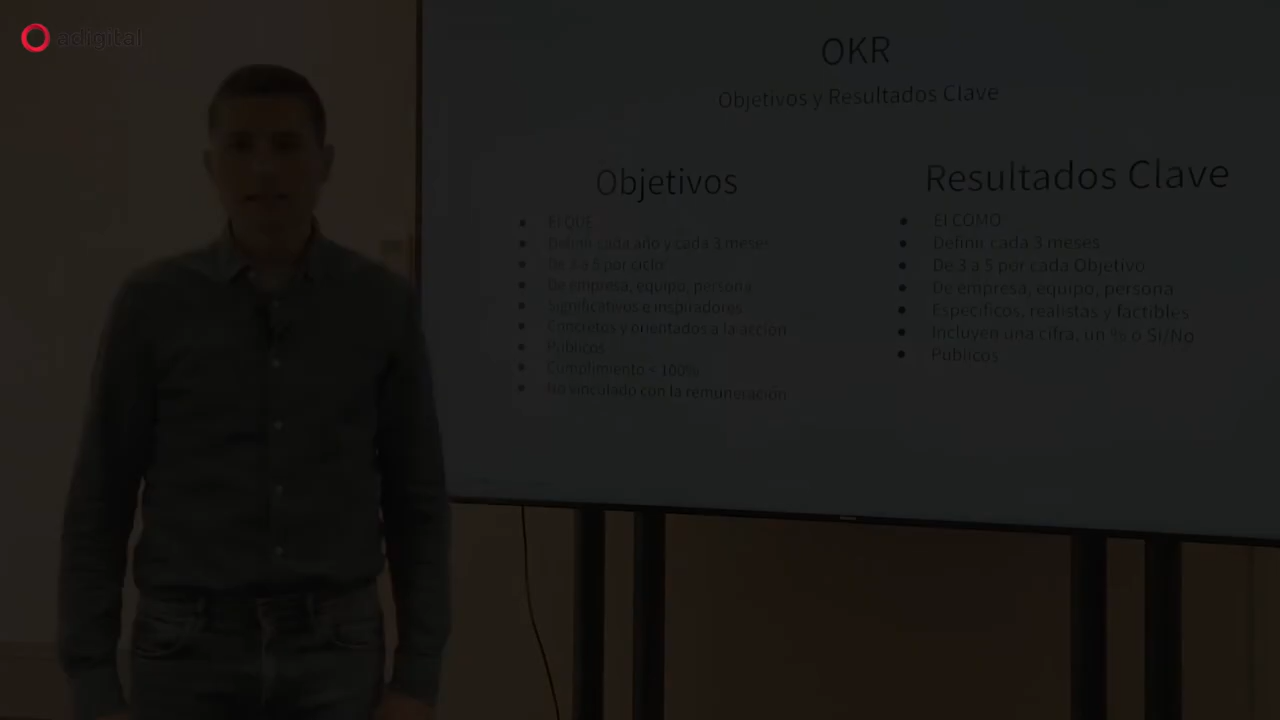 adigital
OKR
Objetivos y Resultados Clave
Objetivos
El QUE
Definir cada año y cada 3 meses
De 3 a 5 por ciclo
De empresa, equipo, persona
Significativos e inspiradores
Concretos y orientados a la acción
Públicos
Cumplimiento < 100%
No vinculado con la remuneración
Resultados Clave
El CÓMO
Definir cada 3 meses
De 3 a 5 por cada Objetivo
De empresa, equipo, persona
Específicos, realistas y factibles
Incluyen una cifra, un % o Si/No
Públicos